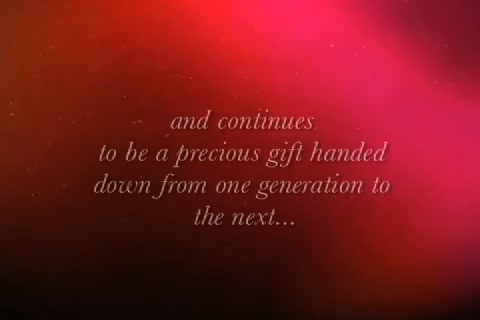 and continues
to be a precious gift handed
down from one generation to
the next...